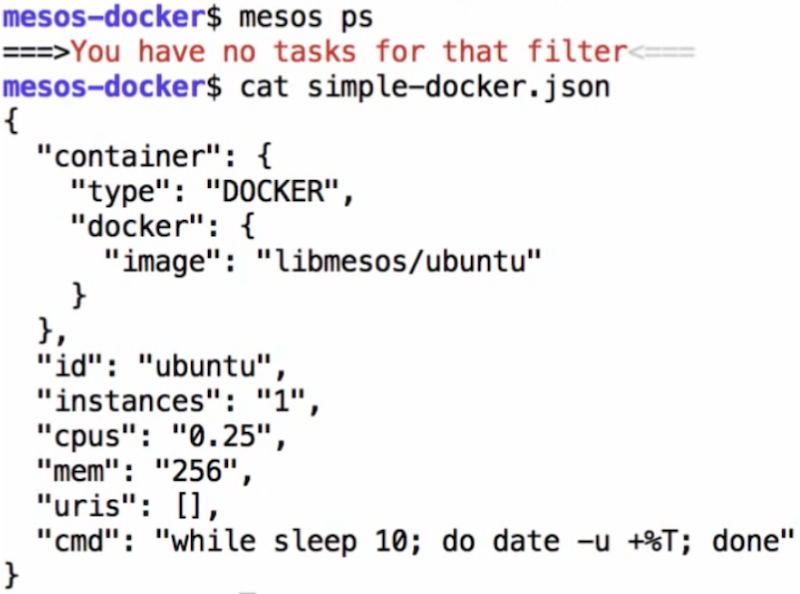 mesos-docker$ mesos ps
===>You have no tasks for that filter<===
mesos-docker$ cat simple-docker.json
{
  "container": {
    "type": "DOCKER",
    "docker": {
      "image": "libmesos/ubuntu"
    }
  },
  "id": "ubuntu",
  "instances": "1",
  "cpus": "0.25",
  "mem": "256",
  "uris": [],
  "cmd": "while sleep 10; do date -u +%T; done"
}